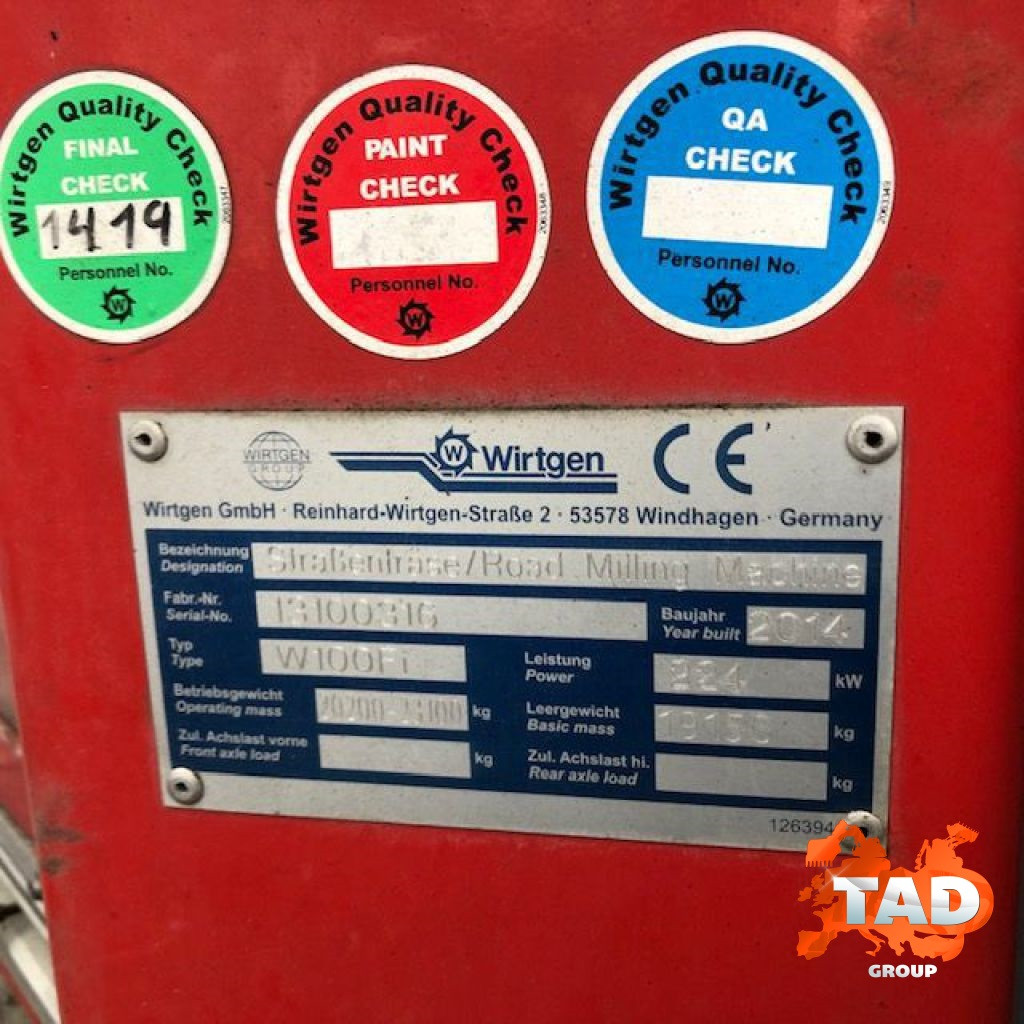 Wirtgen Quality Check
FINAL
CHECK
1419
Personnel No.
W
Wirtgen Quality Check
PAINT
CHECK
Personnel No.
W
2063348
Wirtgen Quality Check
QA
CHECK
Personnel No.
W
2063349
WIRTGEN
GROUP
W Wirtgen CE
Wirtgen GmbH · Reinhard-Wirtgen-Straße 2 · 53578 Windhagen · Germany
Bezeichnung
Designation
Straßenfräse/Road Milling Machine
Fabr.-Nr.
Serial-No.
13100316
Baujahr
Year built
2014
Typ
Type
W100Fi
Leistung
Power
kW
Betriebsgewicht
Operating mass
kg
Leergewicht
Basic mass
kg
Zul. Achslast vorne
Front axle load
kg
Zul. Achslast hi.
Rear axle load
kg
126394
TAD
GROUP